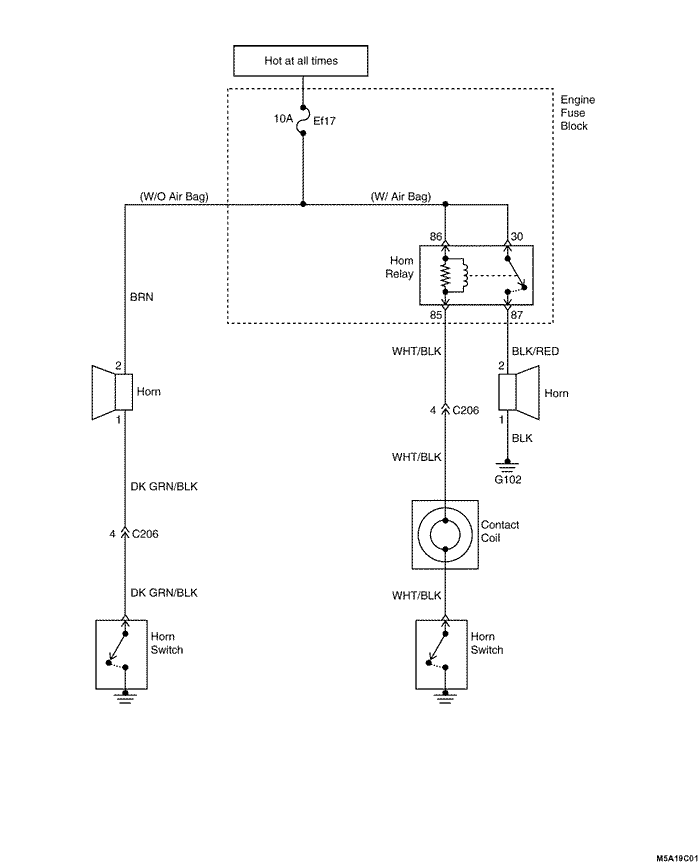 Hot at all times
Engine
Fuse
Block
10A
Ef17
(W/O Air Bag)
(W/ Air Bag)
86
30
Horn
Relay
85
87
BRN
WHT/BLK
BLK/RED
2
Horn
1
2
Horn
1
4
C206
BLK
WHT/BLK
G102
DK GRN/BLK
4
C206
Contact
Coil
DK GRN/BLK
WHT/BLK
Horn
Switch
Horn
Switch
M5A19C01